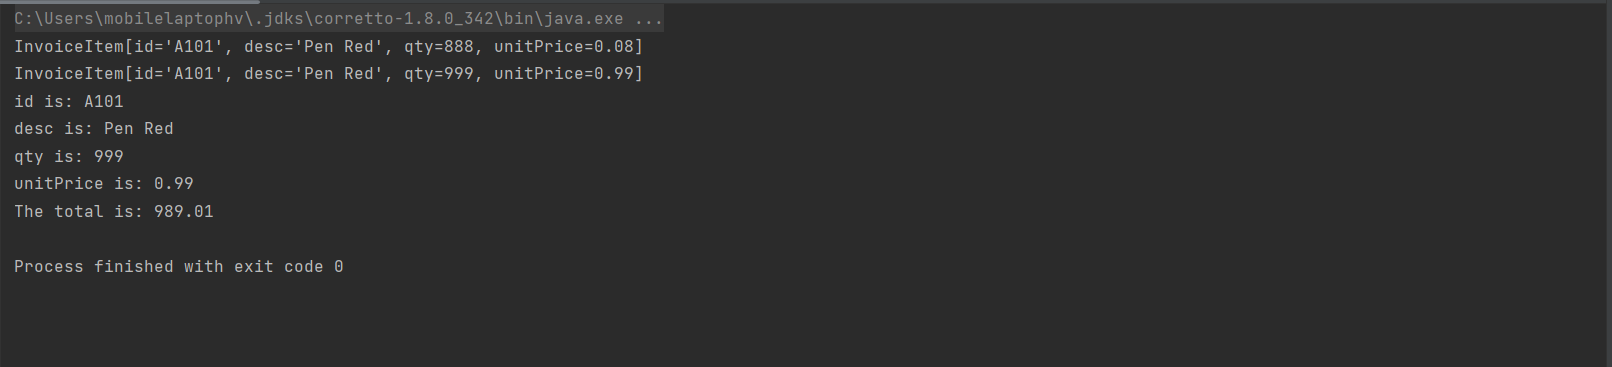 C:\Users\mobilelaptophv\.jdks\corretto-1.8.0_342\bin\java.exe ...
InvoiceItem[id='A101', desc='Pen Red', qty=888, unitPrice=0.08]
InvoiceItem[id='A101', desc='Pen Red', qty=999, unitPrice=0.99]
id is: A101
desc is: Pen Red
qty is: 999
unitPrice is: 0.99
The total is: 989.01
Process finished with exit code 0